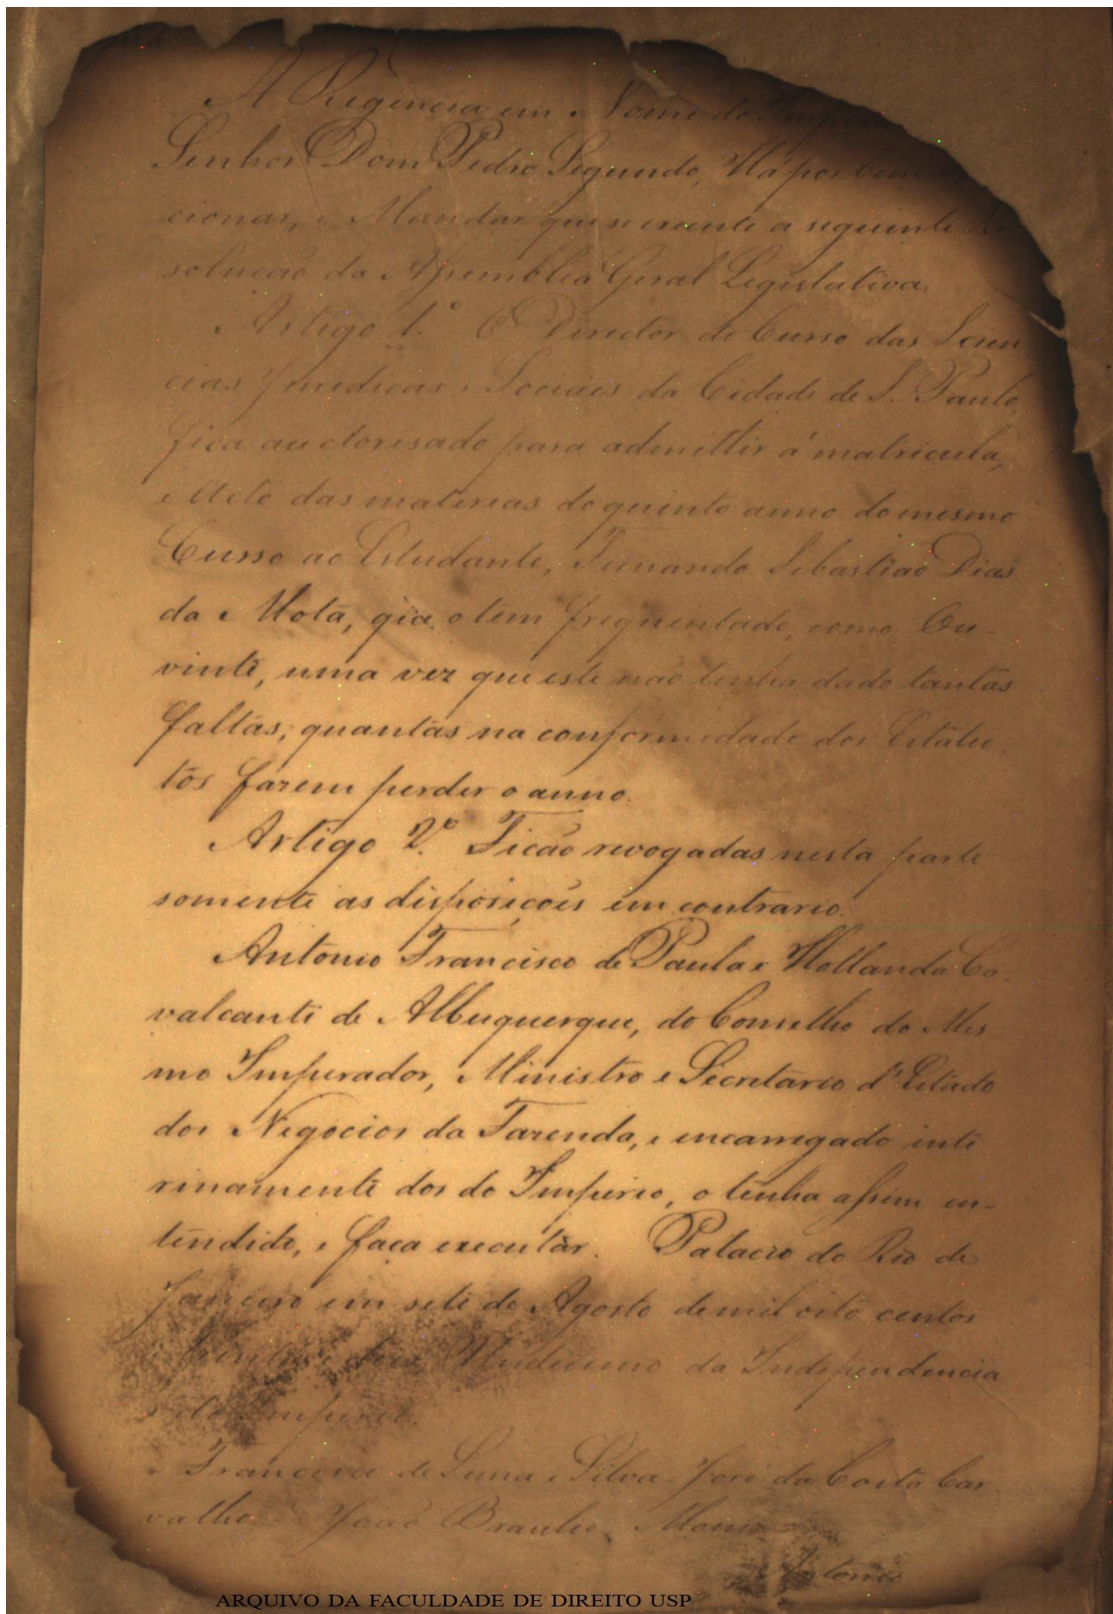 A Regencia em Nome do
Senhor Dom Pedro Segundo, Há por bem
cionar, e Mandar que se execute a seguinte Re
solução da Assemblea Geral Legislativa.
Artigo 1.º O Director do Curso das Scien
cias Juridicas e Sociaes da Cidade de S. Paulo,
fica auctorisado para admittir á matricula,
e Acto das materias do quinto anno do mesmo
Curso ao Estudante, Fernando Sebastião Dias
da Mota, que o tem frequentado, como Ou-
vinte, uma vez que este não tenha dado tantas
faltas, quantas na conformidade dos Estatu
tos fazem perder o anno.
Artigo 2.º Ficão revogadas nesta parte
somente as disposições em contrario.
Antonio Francisco de Paula e Hollanda Ca
valcanti de Albuquerque, do Conselho do Mes
mo Imperador, Ministro e Secretario d'Estado
dos Negocios da Fazenda, e encarregado inte
rinamente dos do Imperio, o tenha assim en-
tendido, e faça executar. Palacio do Rio de
Janeiro em sete de Agosto de mil oito centos
e trinta e dois, Undecimo da Independencia
e do Imperio.
Francisco de Lima e Silva - José da Costa Car
valho - João Braulio Moniz
Antonio
ARQUIVO DA FACULDADE DE DIREITO USP